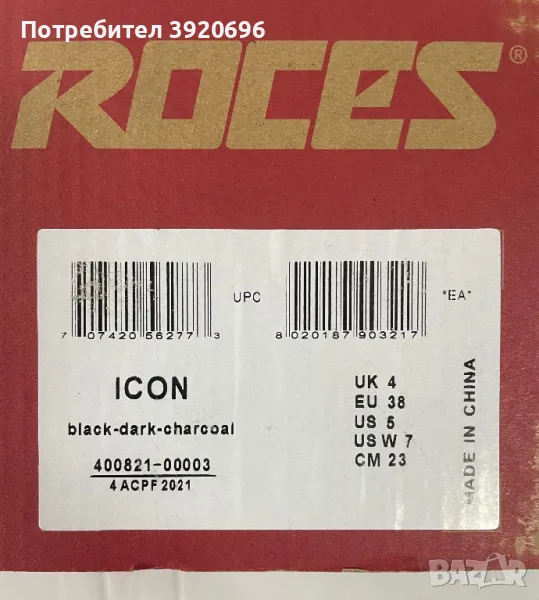 Потребител 3920696
ROCES®
UPC
*EA*
7 07420 56277 3
8 020187 903217
ICON
black-dark-charcoal
400821-00003
4 ACPF 2021
UK 4
EU 38
US 5
US W 7
CM 23
MADE IN CHINA
BAZAR